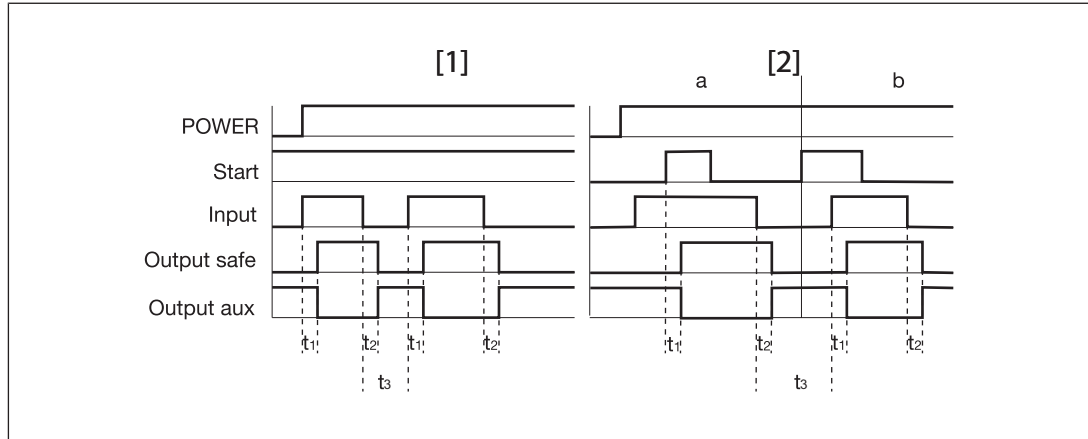 [1] [2]
a b
POWER
Start
Input
Output safe
Output aux
t1 t2 t1 t2 t1 t2 t1 t2
t3 t3